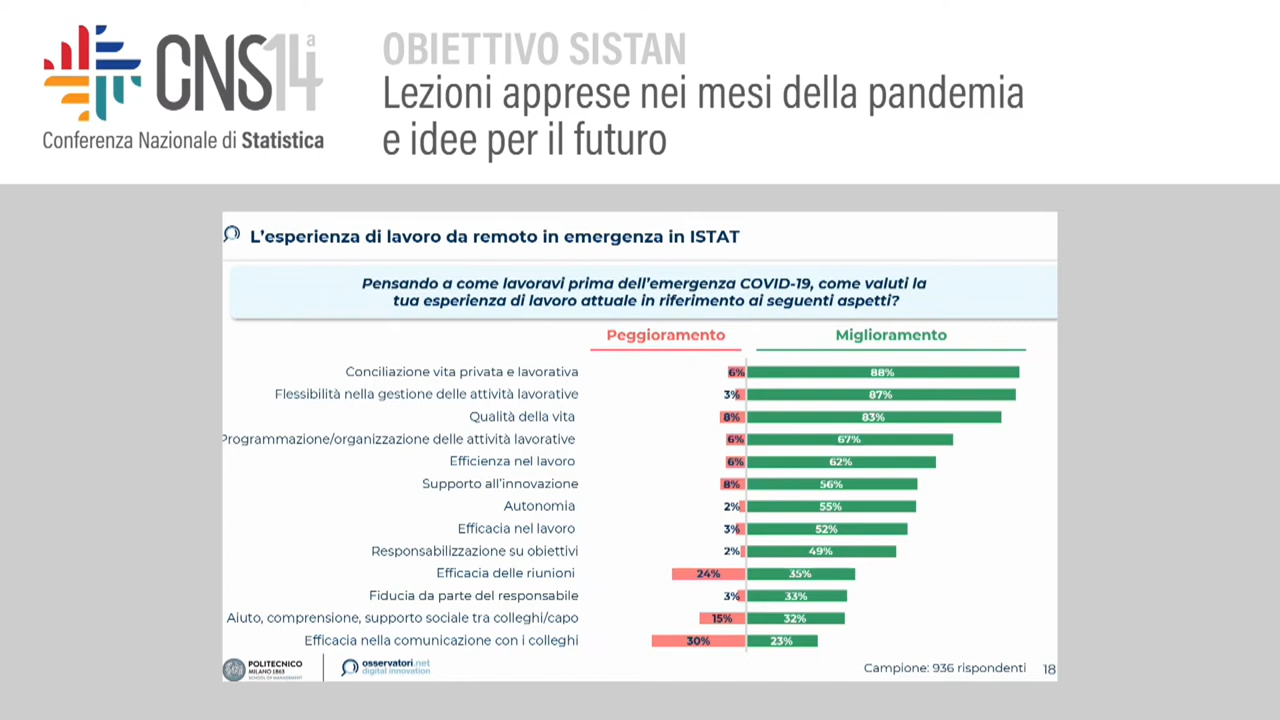 CNS14a
Conferenza Nazionale di Statistica
OBIETTIVO SISTAN
Lezioni apprese nei mesi della pandemia
e idee per il futuro
L'esperienza di lavoro da remoto in emergenza in ISTAT
Pensando a come lavoravi prima dell'emergenza COVID-19, come valuti la
tua esperienza di lavoro attuale in riferimento ai seguenti aspetti?
Peggioramento Miglioramento
Conciliazione vita privata e lavorativa 6% 88%
Flessibilità nella gestione delle attività lavorative 3% 87%
Qualità della vita 8% 83%
Programmazione/organizzazione delle attività lavorative 6% 67%
Efficienza nel lavoro 6% 62%
Supporto all'innovazione 8% 56%
Autonomia 2% 55%
Efficacia nel lavoro 3% 52%
Responsabilizzazione su obiettivi 2% 49%
Efficacia delle riunioni 24% 35%
Fiducia da parte del responsabile 3% 33%
Aiuto, comprensione, supporto sociale tra colleghi/capo 15% 32%
Efficacia nella comunicazione con i colleghi 30% 23%
POLITECNICO
MILANO 1863
SCHOOL OF MANAGEMENT
osservatori.net
digital innovation
Campione: 936 rispondenti 18